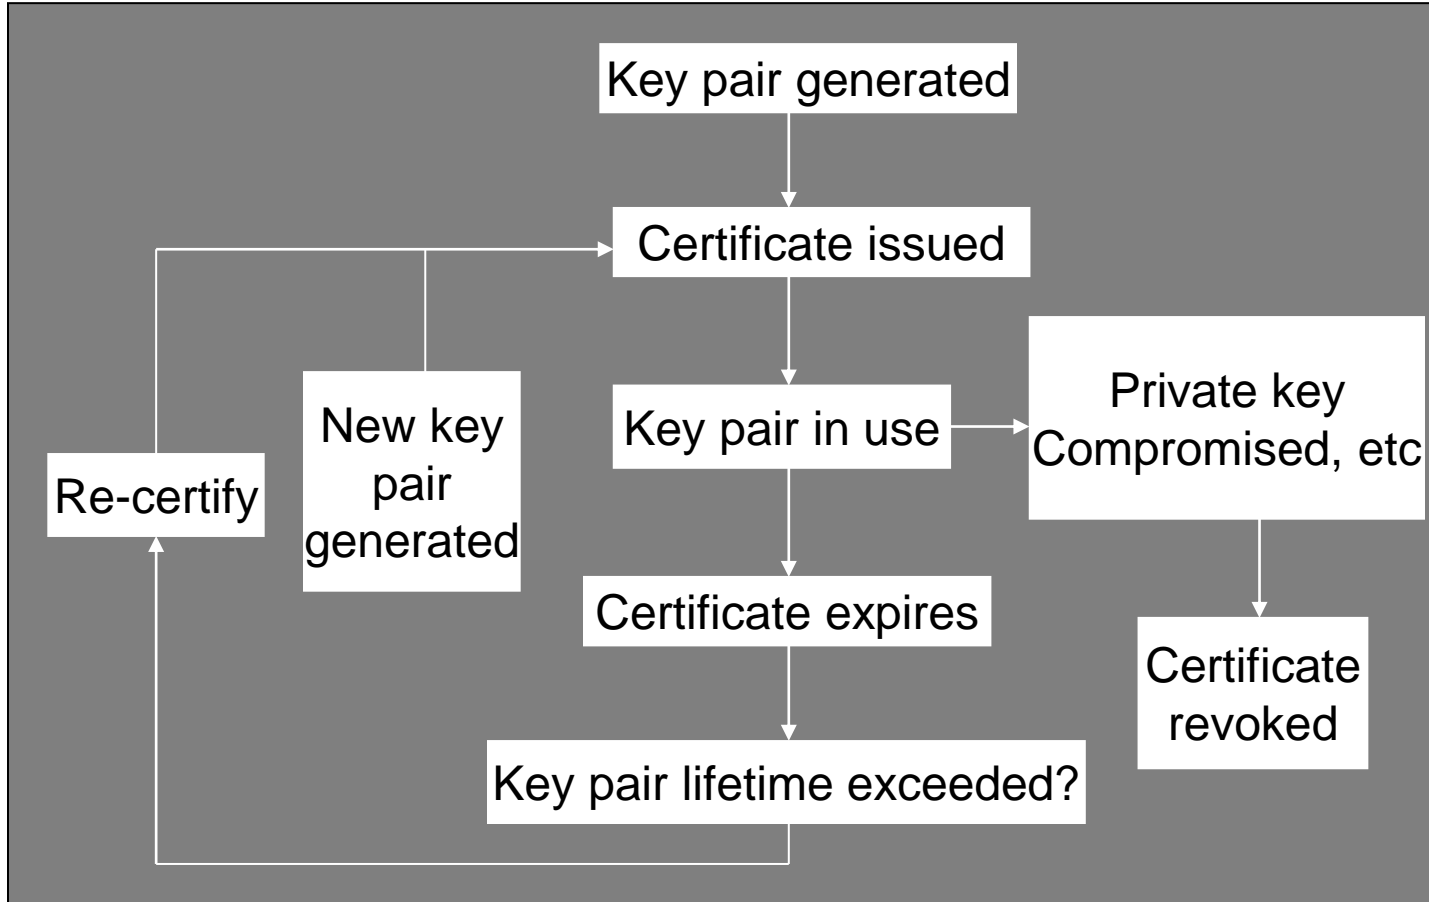 Key pair generated
Certificate issued
Private key
Compromised, etc
New key
pair
generated
Key pair in use
Re-certify
Certificate expires
Certificate
revoked
Key pair lifetime exceeded?